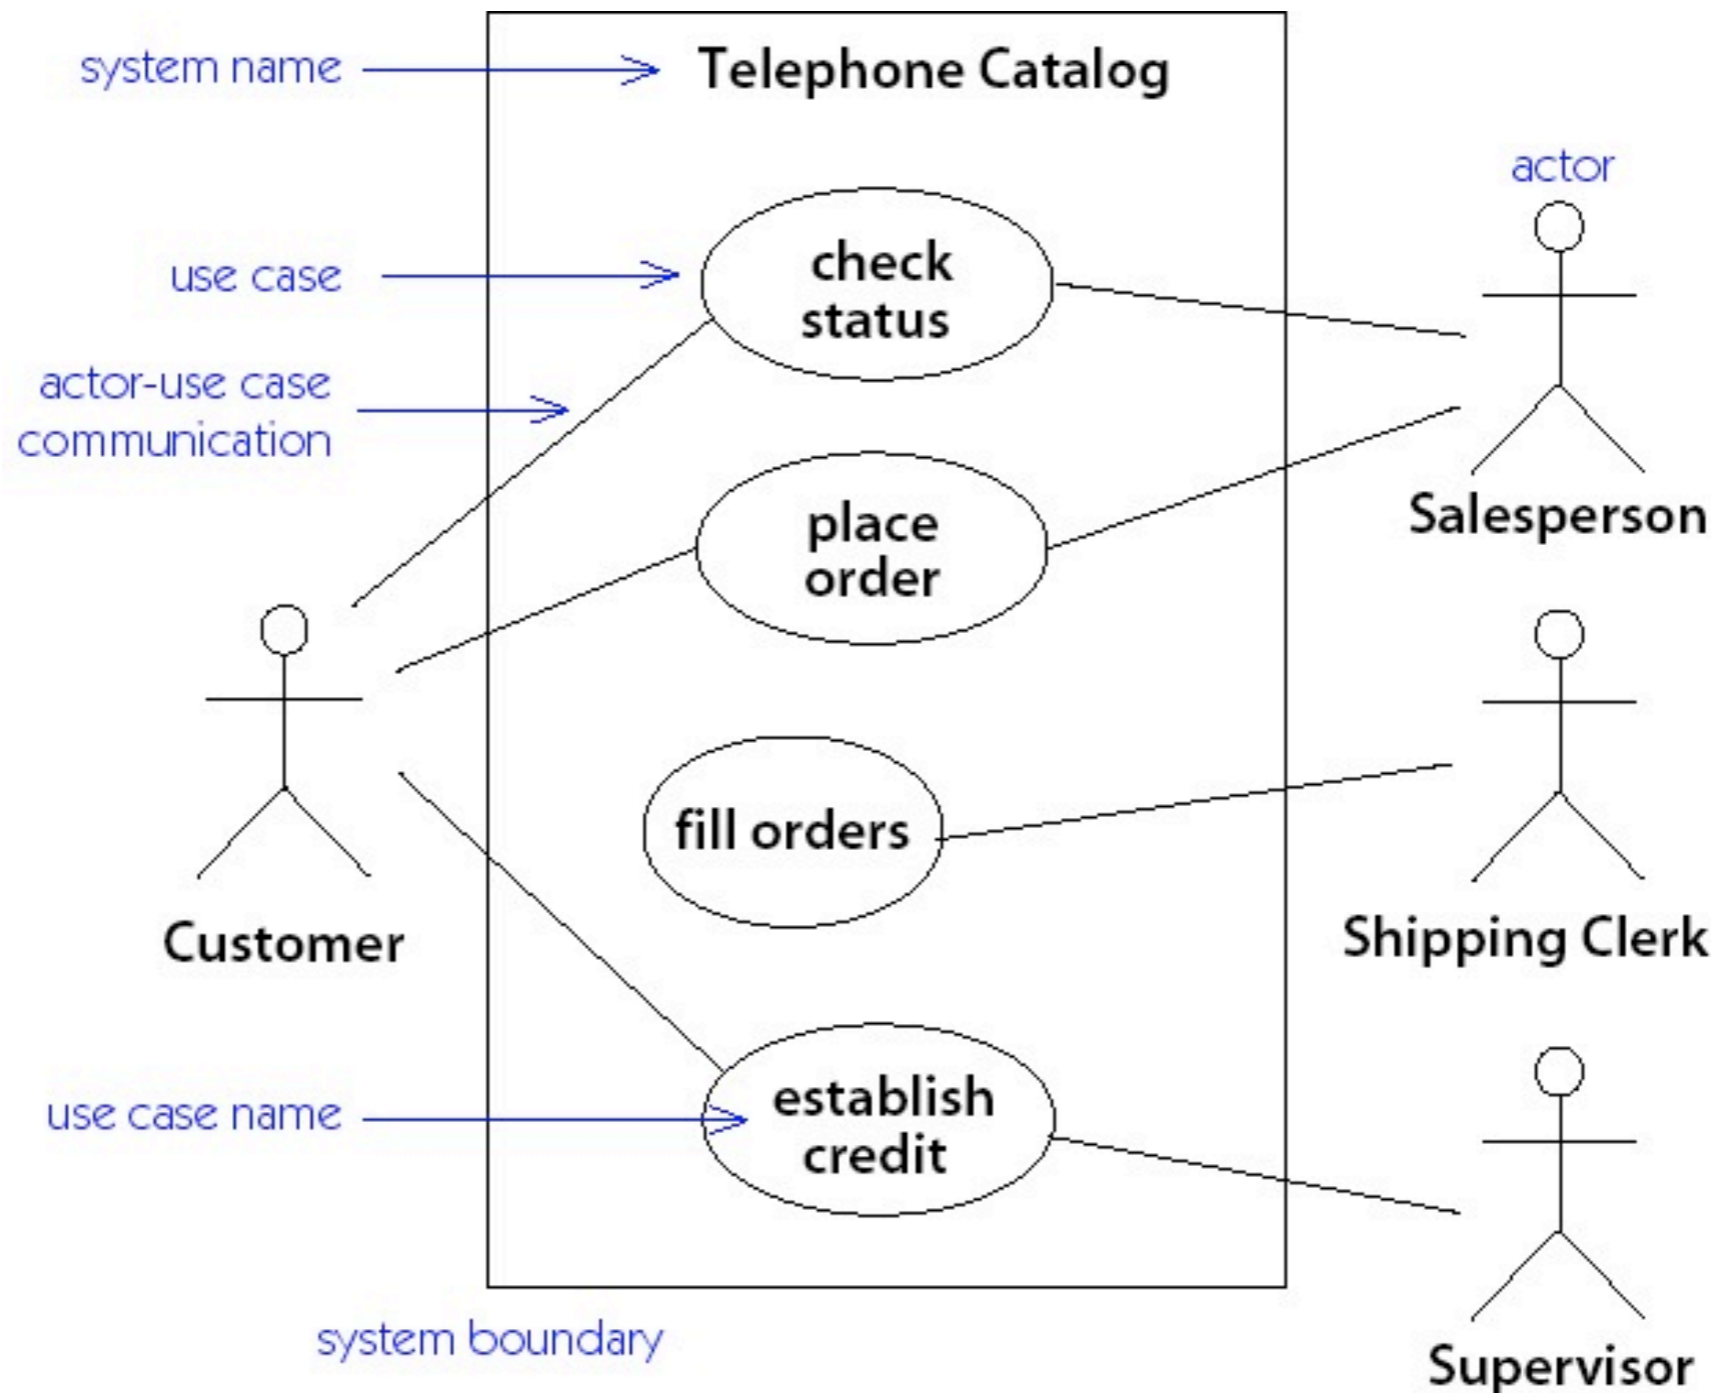 system name
Telephone Catalog
actor
use case
check
status
actor-use case
communication
place
order
Salesperson
fill orders
Customer
Shipping Clerk
use case name
establish
credit
system boundary
Supervisor